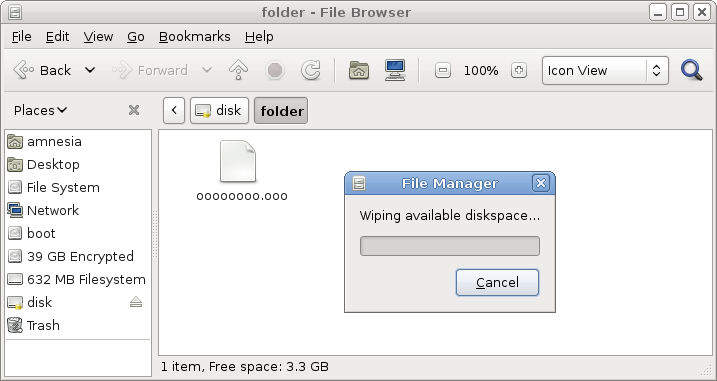 folder - File Browser
File Edit View Go Bookmarks Help
Back Forward 100% Icon View
Places disk folder
amnesia
Desktop
File System
Network
boot
39 GB Encrypted
632 MB Filesystem
disk
Trash
oooooooo.ooo
File Manager
Wiping available diskspace...
Cancel
1 item, Free space: 3.3 GB